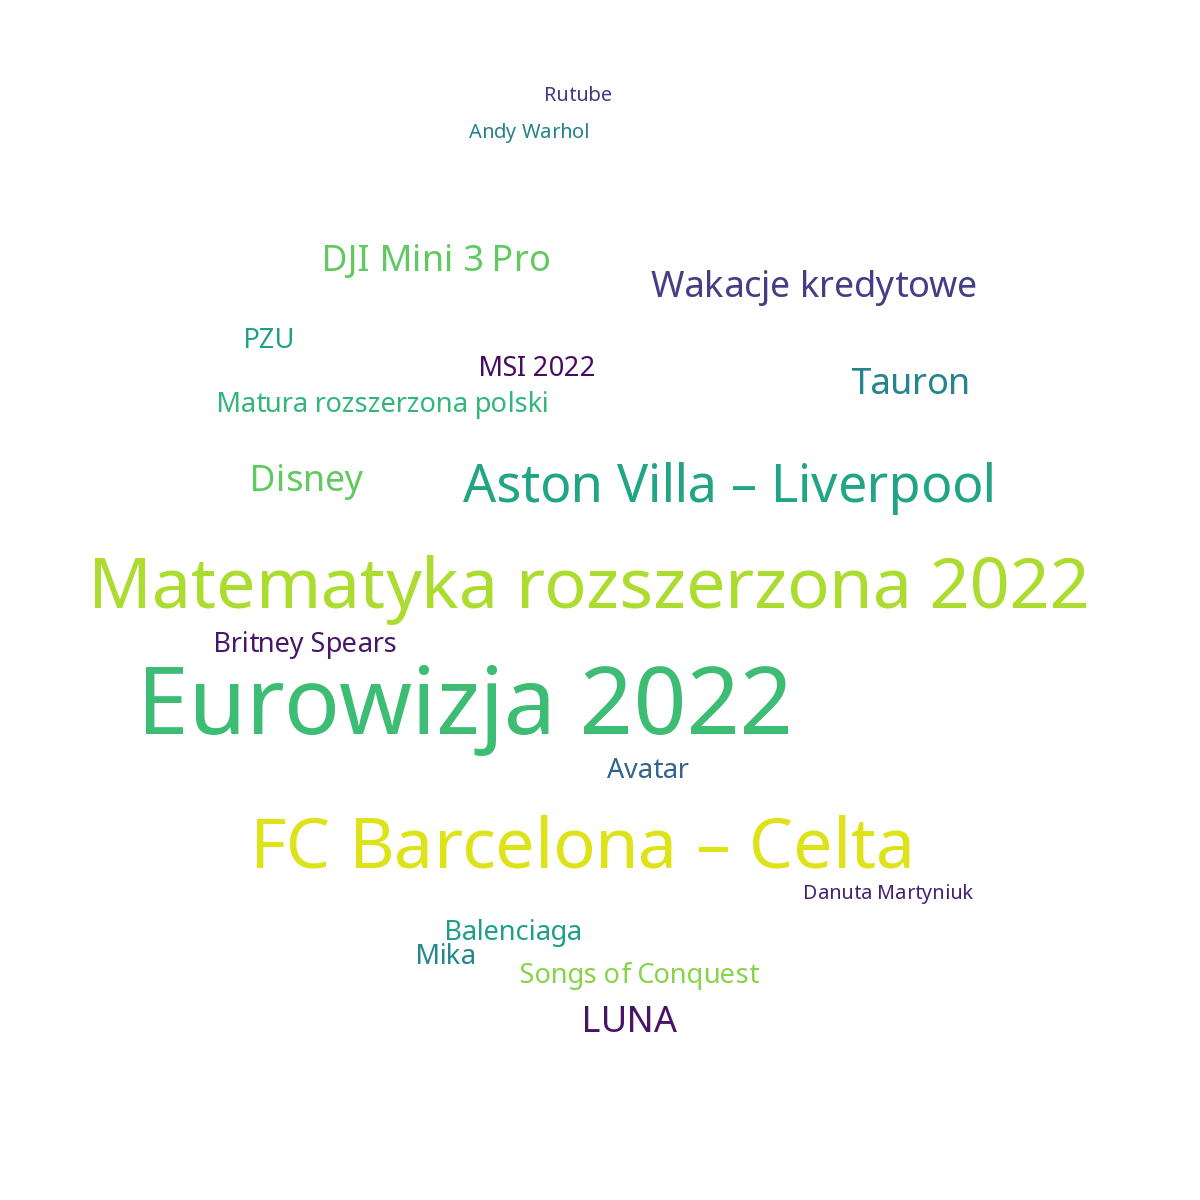 Rutube
Andy Warhol
DJI Mini 3 Pro
Wakacje kredytowe
PZU
MSI 2022
Tauron
Matura rozszerzona polski
Disney
Aston Villa – Liverpool
Matematyka rozszerzona 2022
Britney Spears
Eurowizja 2022
Avatar
FC Barcelona – Celta
Danuta Martyniuk
Balenciaga
Mika
Songs of Conquest
LUNA